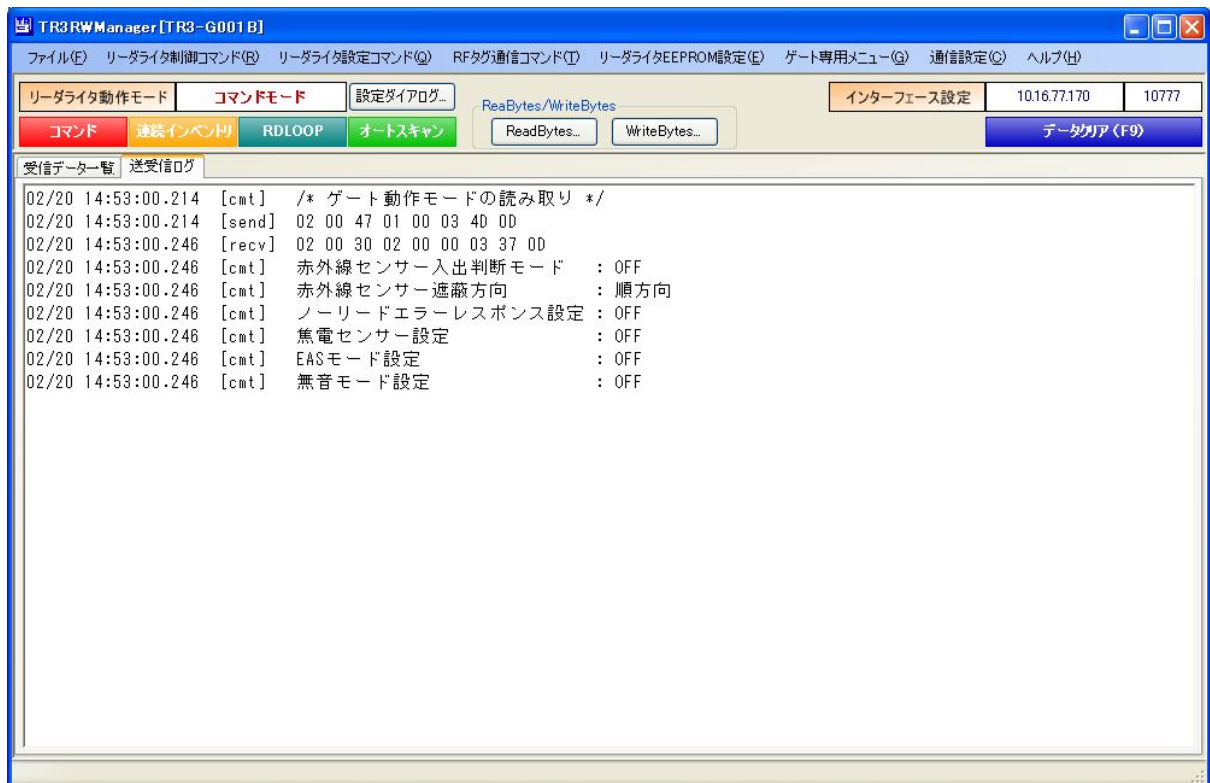 TR3RWManager[TR3-G001B]
ファイル(F) リーダライタ制御コマンド(R) リーダライタ設定コマンド(Q) RFタグ通信コマンド(T) リーダライタEEPROM設定(E) ゲート専用メニュー(G) 通信設定(C) ヘルプ(H)
リーダライタ動作モード コマンドモード 設定ダイアログ... ReaBytes/WriteBytes インターフェース設定 10.16.77.170 10777
コマンド 連続インベントリ RDLOOP オートスキャン ReadBytes... WriteBytes... データクリア(F9)
受信データ一覧 送受信ログ
02/20 14:53:00.214 [cmt] /* ゲート動作モードの読み取り */
02/20 14:53:00.214 [send] 02 00 47 01 00 03 4D 0D
02/20 14:53:00.246 [recv] 02 00 30 02 00 00 03 37 0D
02/20 14:53:00.246 [cmt] 赤外線センサー入出判断モード : OFF
02/20 14:53:00.246 [cmt] 赤外線センサー遮蔽方向 : 順方向
02/20 14:53:00.246 [cmt] ノーリードエラーレスポンス設定 : OFF
02/20 14:53:00.246 [cmt] 焦電センサー設定 : OFF
02/20 14:53:00.246 [cmt] EASモード設定 : OFF
02/20 14:53:00.246 [cmt] 無音モード設定 : OFF